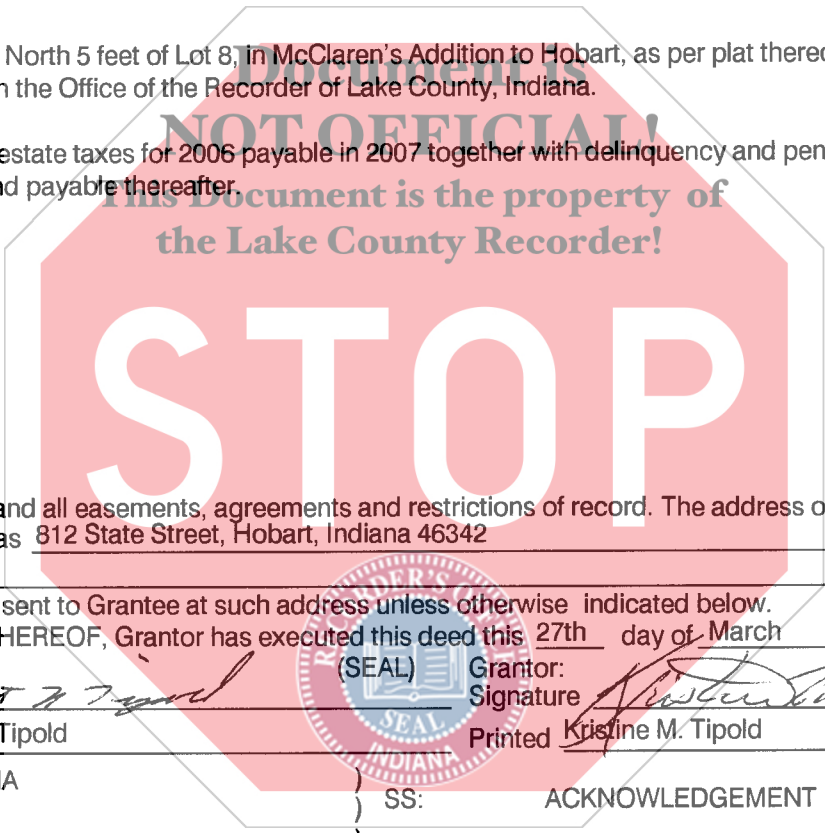 North 5 feet of Lot 8, in McClaren's Addition to Hobart, as per plat thereo
n the Office of the Recorder of Lake County, Indiana.
Document is
NOT OFFICIAL!
estate taxes for 2006 payable in 2007 together with delinquency and pen
nd payable thereafter.
This Document is the property of
the Lake County Recorder!
STOP
and all easements, agreements and restrictions of record. The address o
as 812 State Street, Hobart, Indiana 46342
sent to Grantee at such address unless otherwise indicated below.
HEREOF, Grantor has executed this deed this 27th day of March
(SEAL) Grantor:
Signature
Tipold Printed Kristine M. Tipold
RECORDER'S OFFICE
SEAL
INDIANA
IA
) SS: ACKNOWLEDGEMENT
)